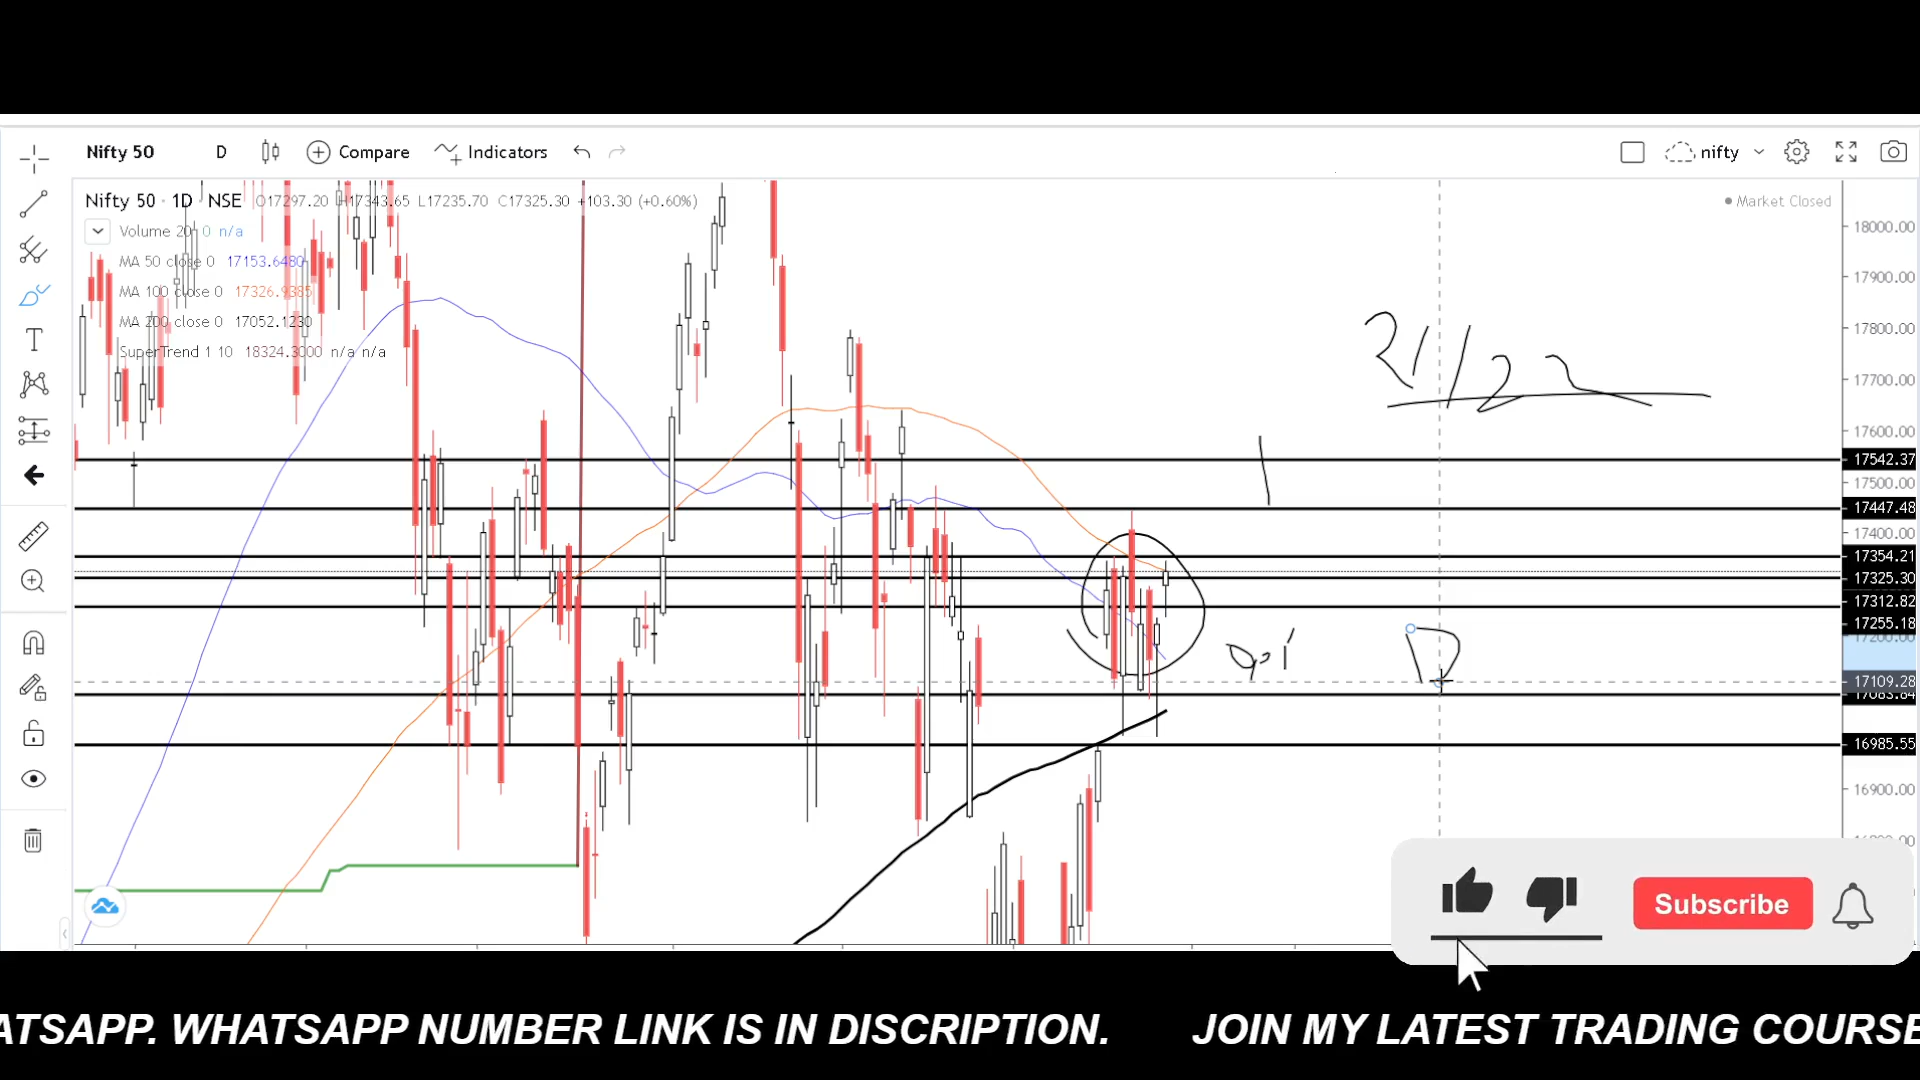 Nifty 50 D Compare Indicators nifty
Nifty 50 · 1D · NSE O17297.20 H17343.65 L17235.70 C17325.30 +103.30 (+0.60%)
Market Closed
Volume 20 0 n/a
MA 50 close 0 17153.6480
MA 100 close 0 17326.9385
MA 200 close 0 17052.1230
SuperTrend 1 10 18324.3000 n/a n/a
18000.00
17900.00
17800.00
17700.00
17600.00
17542.37
17500.00
17447.48
17400.00
17354.21
17325.30
17312.82
17255.18
17200.00
17109.28
17083.84
16985.55
16900.00
21/22
D
Subscribe
ATSAPP. WHATSAPP NUMBER LINK IS IN DISCRIPTION. JOIN MY LATEST TRADING COURSE